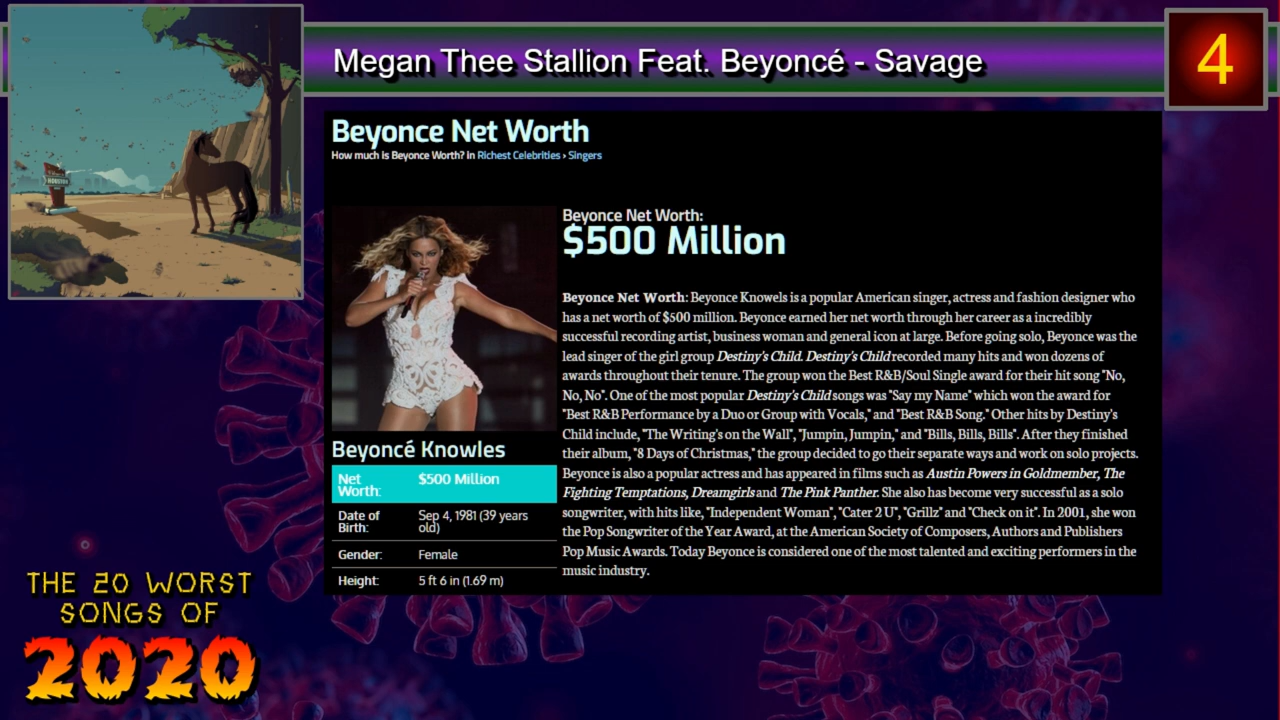 Megan Thee Stallion Feat. Beyoncé - Savage
4
Beyonce Net Worth
How much is Beyonce Worth? in Richest Celebrities › Singers
Beyonce Net Worth:
$500 Million
Beyonce Net Worth: Beyonce Knowels is a popular American singer, actress and fashion designer who
has a net worth of $500 million. Beyonce earned her net worth through her career as a incredibly
successful recording artist, business woman and general icon at large. Before going solo, Beyonce was the
lead singer of the girl group Destiny's Child. Destiny's Child recorded many hits and won dozens of
awards throughout their tenure. The group won the Best R&B/Soul Single award for their hit song "No,
No, No". One of the most popular Destiny's Child songs was "Say my Name" which won the award for
"Best R&B Performance by a Duo or Group with Vocals," and "Best R&B Song." Other hits by Destiny's
Child include, "The Writing's on the Wall", "Jumpin, Jumpin," and "Bills, Bills, Bills". After they finished
their album, "8 Days of Christmas," the group decided to go their separate ways and work on solo projects.
Beyonce is also a popular actress and has appeared in films such as Austin Powers in Goldmember, The
Fighting Temptations, Dreamgirls and The Pink Panther. She also has become very successful as a solo
songwriter, with hits like, "Independent Woman", "Cater 2 U", "Grillz" and "Check on it". In 2001, she won
the Pop Songwriter of the Year Award, at the American Society of Composers, Authors and Publishers
Pop Music Awards. Today Beyonce is considered one of the most talented and exciting performers in the
music industry.
Beyoncé Knowles
Net Worth: $500 Million
Date of Birth: Sep 4, 1981 (39 years old)
Gender: Female
Height: 5 ft 6 in (1.69 m)
THE 20 WORST
SONGS OF
2020